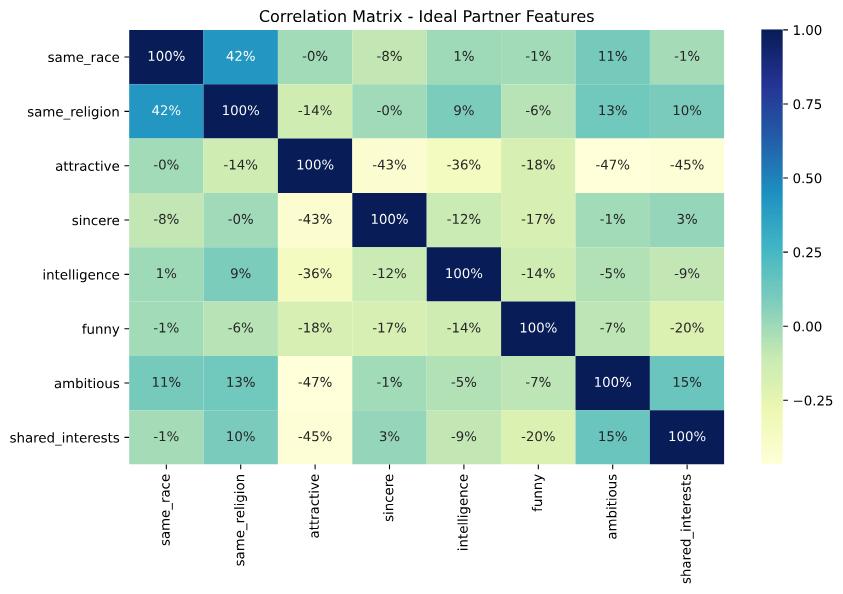 Correlation Matrix - Ideal Partner Features
same_race 100% 42% -0% -8% 1% -1% 11% -1%
same_religion 42% 100% -14% -0% 9% -6% 13% 10%
attractive -0% -14% 100% -43% -36% -18% -47% -45%
sincere -8% -0% -43% 100% -12% -17% -1% 3%
intelligence 1% 9% -36% -12% 100% -14% -5% -9%
funny -1% -6% -18% -17% -14% 100% -7% -20%
ambitious 11% 13% -47% -1% -5% -7% 100% 15%
shared_interests -1% 10% -45% 3% -9% -20% 15% 100%
same_race
same_religion
attractive
sincere
intelligence
funny
ambitious
shared_interests
1.00
0.75
0.50
0.25
0.00
−0.25